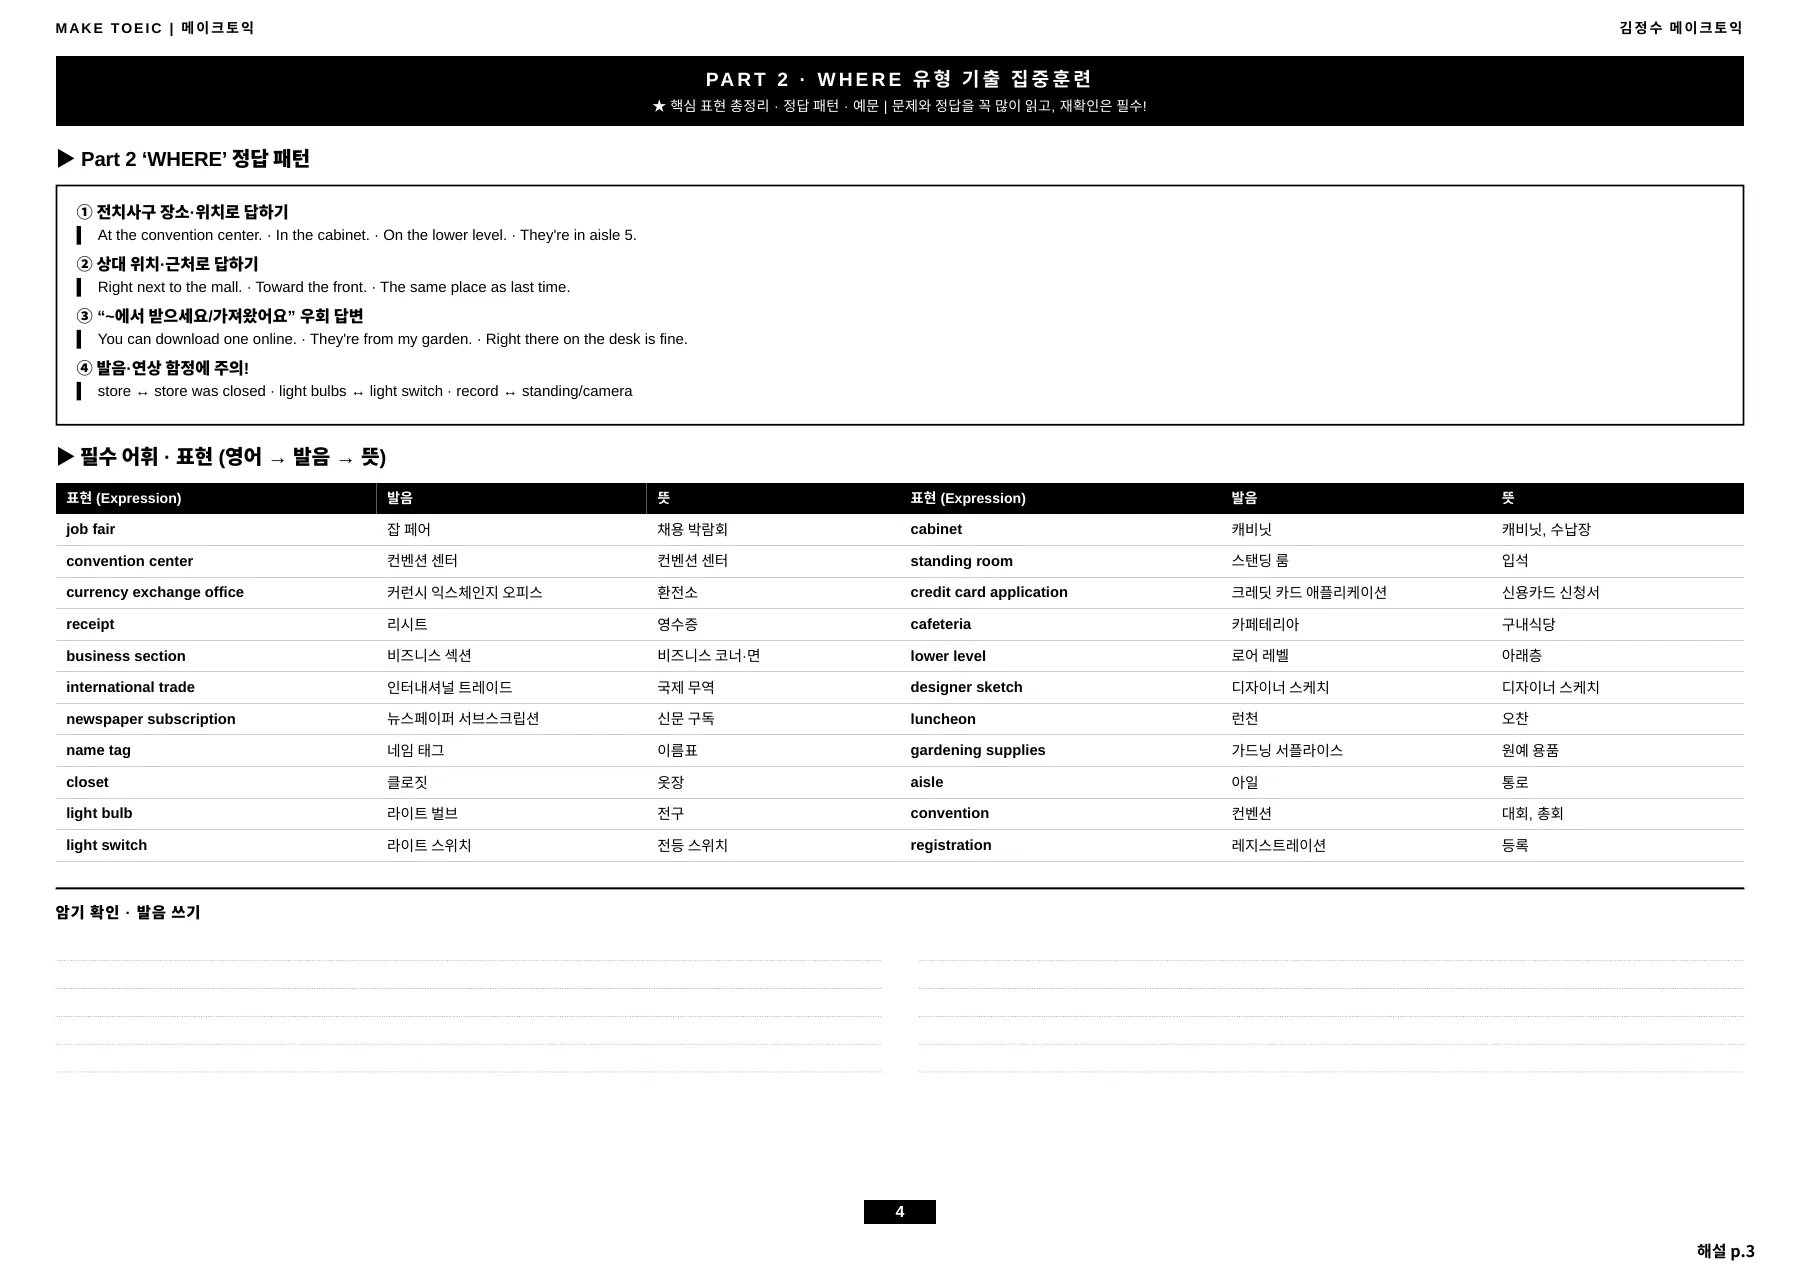 MAKE TOEIC | 메이크토익
김정수 메이크토익
PART 2 · WHERE 유형 기출 집중훈련
★ 핵심 표현 총정리 · 정답 패턴 · 예문 | 문제와 정답을 꼭 많이 읽고, 재확인은 필수!
▶ Part 2 ‘WHERE’ 정답 패턴
① 전치사구 장소·위치로 답하기
At the convention center. · In the cabinet. · On the lower level. · They're in aisle 5.
② 상대 위치·근처로 답하기
Right next to the mall. · Toward the front. · The same place as last time.
③ “~에서 받으세요/가져왔어요” 우회 답변
You can download one online. · They're from my garden. · Right there on the desk is fine.
④ 발음·연상 함정에 주의!
store ↔ store was closed · light bulbs ↔ light switch · record ↔ standing/camera
▶ 필수 어휘 · 표현 (영어 → 발음 → 뜻)
표현 (Expression) 발음 뜻 표현 (Expression) 발음 뜻
job fair 잡 페어 채용 박람회 cabinet 캐비닛 캐비닛, 수납장
convention center 컨벤션 센터 컨벤션 센터 standing room 스탠딩 룸 입석
currency exchange office 커런시 익스체인지 오피스 환전소 credit card application 크레딧 카드 애플리케이션 신용카드 신청서
receipt 리시트 영수증 cafeteria 카페테리아 구내식당
business section 비즈니스 섹션 비즈니스 코너·면 lower level 로어 레벨 아래층
international trade 인터내셔널 트레이드 국제 무역 designer sketch 디자이너 스케치 디자이너 스케치
newspaper subscription 뉴스페이퍼 서브스크립션 신문 구독 luncheon 런천 오찬
name tag 네임 태그 이름표 gardening supplies 가드닝 서플라이스 원예 용품
closet 클로짓 옷장 aisle 아일 통로
light bulb 라이트 벌브 전구 convention 컨벤션 대회, 총회
light switch 라이트 스위치 전등 스위치 registration 레지스트레이션 등록
암기 확인 · 발음 쓰기
4
해설 p.3